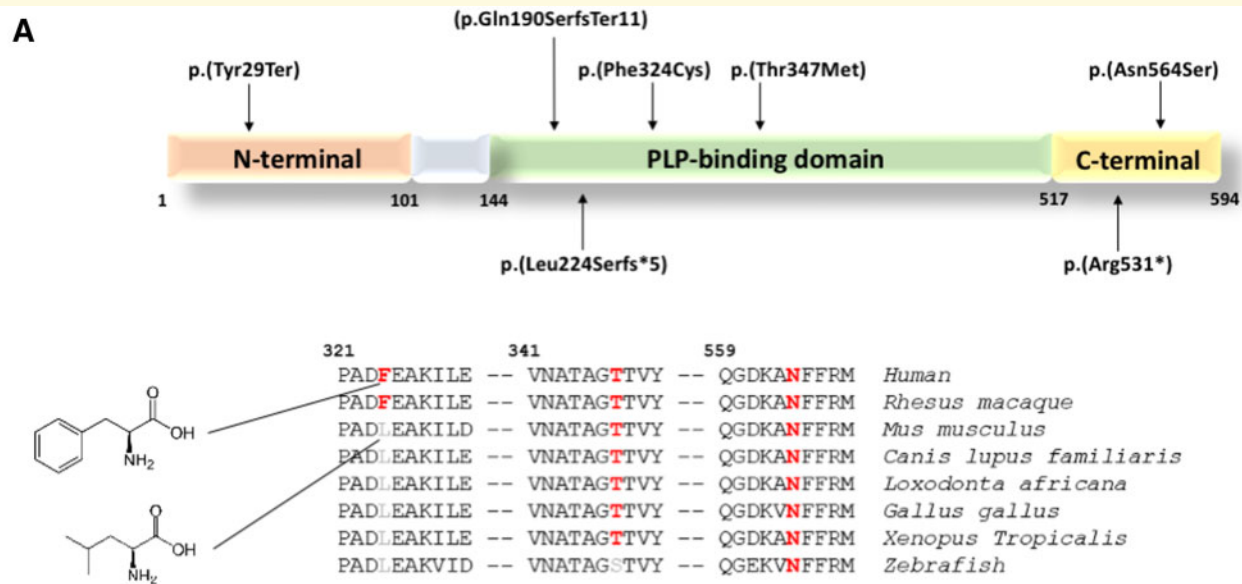 A
(p.Gln190SerfsTer11)
p.(Tyr29Ter) p.(Phe324Cys) p.(Thr347Met) p.(Asn564Ser)
N-terminal PLP-binding domain C-terminal
1 101 144 517 594
p.(Leu224Serfs*5) p.(Arg531*)
321 341 559
PADFEAKILE -- VNATAGTTVY -- QGDKANFFRM Human
PADFEAKILE -- VNATAGTTVY -- QGDKANFFRM Rhesus macaque
PADLEAKILD -- VNATAGTTVY -- QGDKANFFRM Mus musculus
PADLEAKILE -- VNATAGTTVY -- QGDKANFFRM Canis lupus familiaris
PADLEAKILE -- VNATAGTTVY -- QGDKANFFRM Loxodonta africana
PADLEAKILE -- VNATAGTTVY -- QGDKVNFFRM Gallus gallus
PADLEAKILE -- VNATAGTTVY -- QGDKANFFRM Xenopus Tropicalis
PADLEAKVID -- VNATAGSTVY -- QGEKVNFFRM Zebrafish
O
OH
NH2
O
OH
NH2